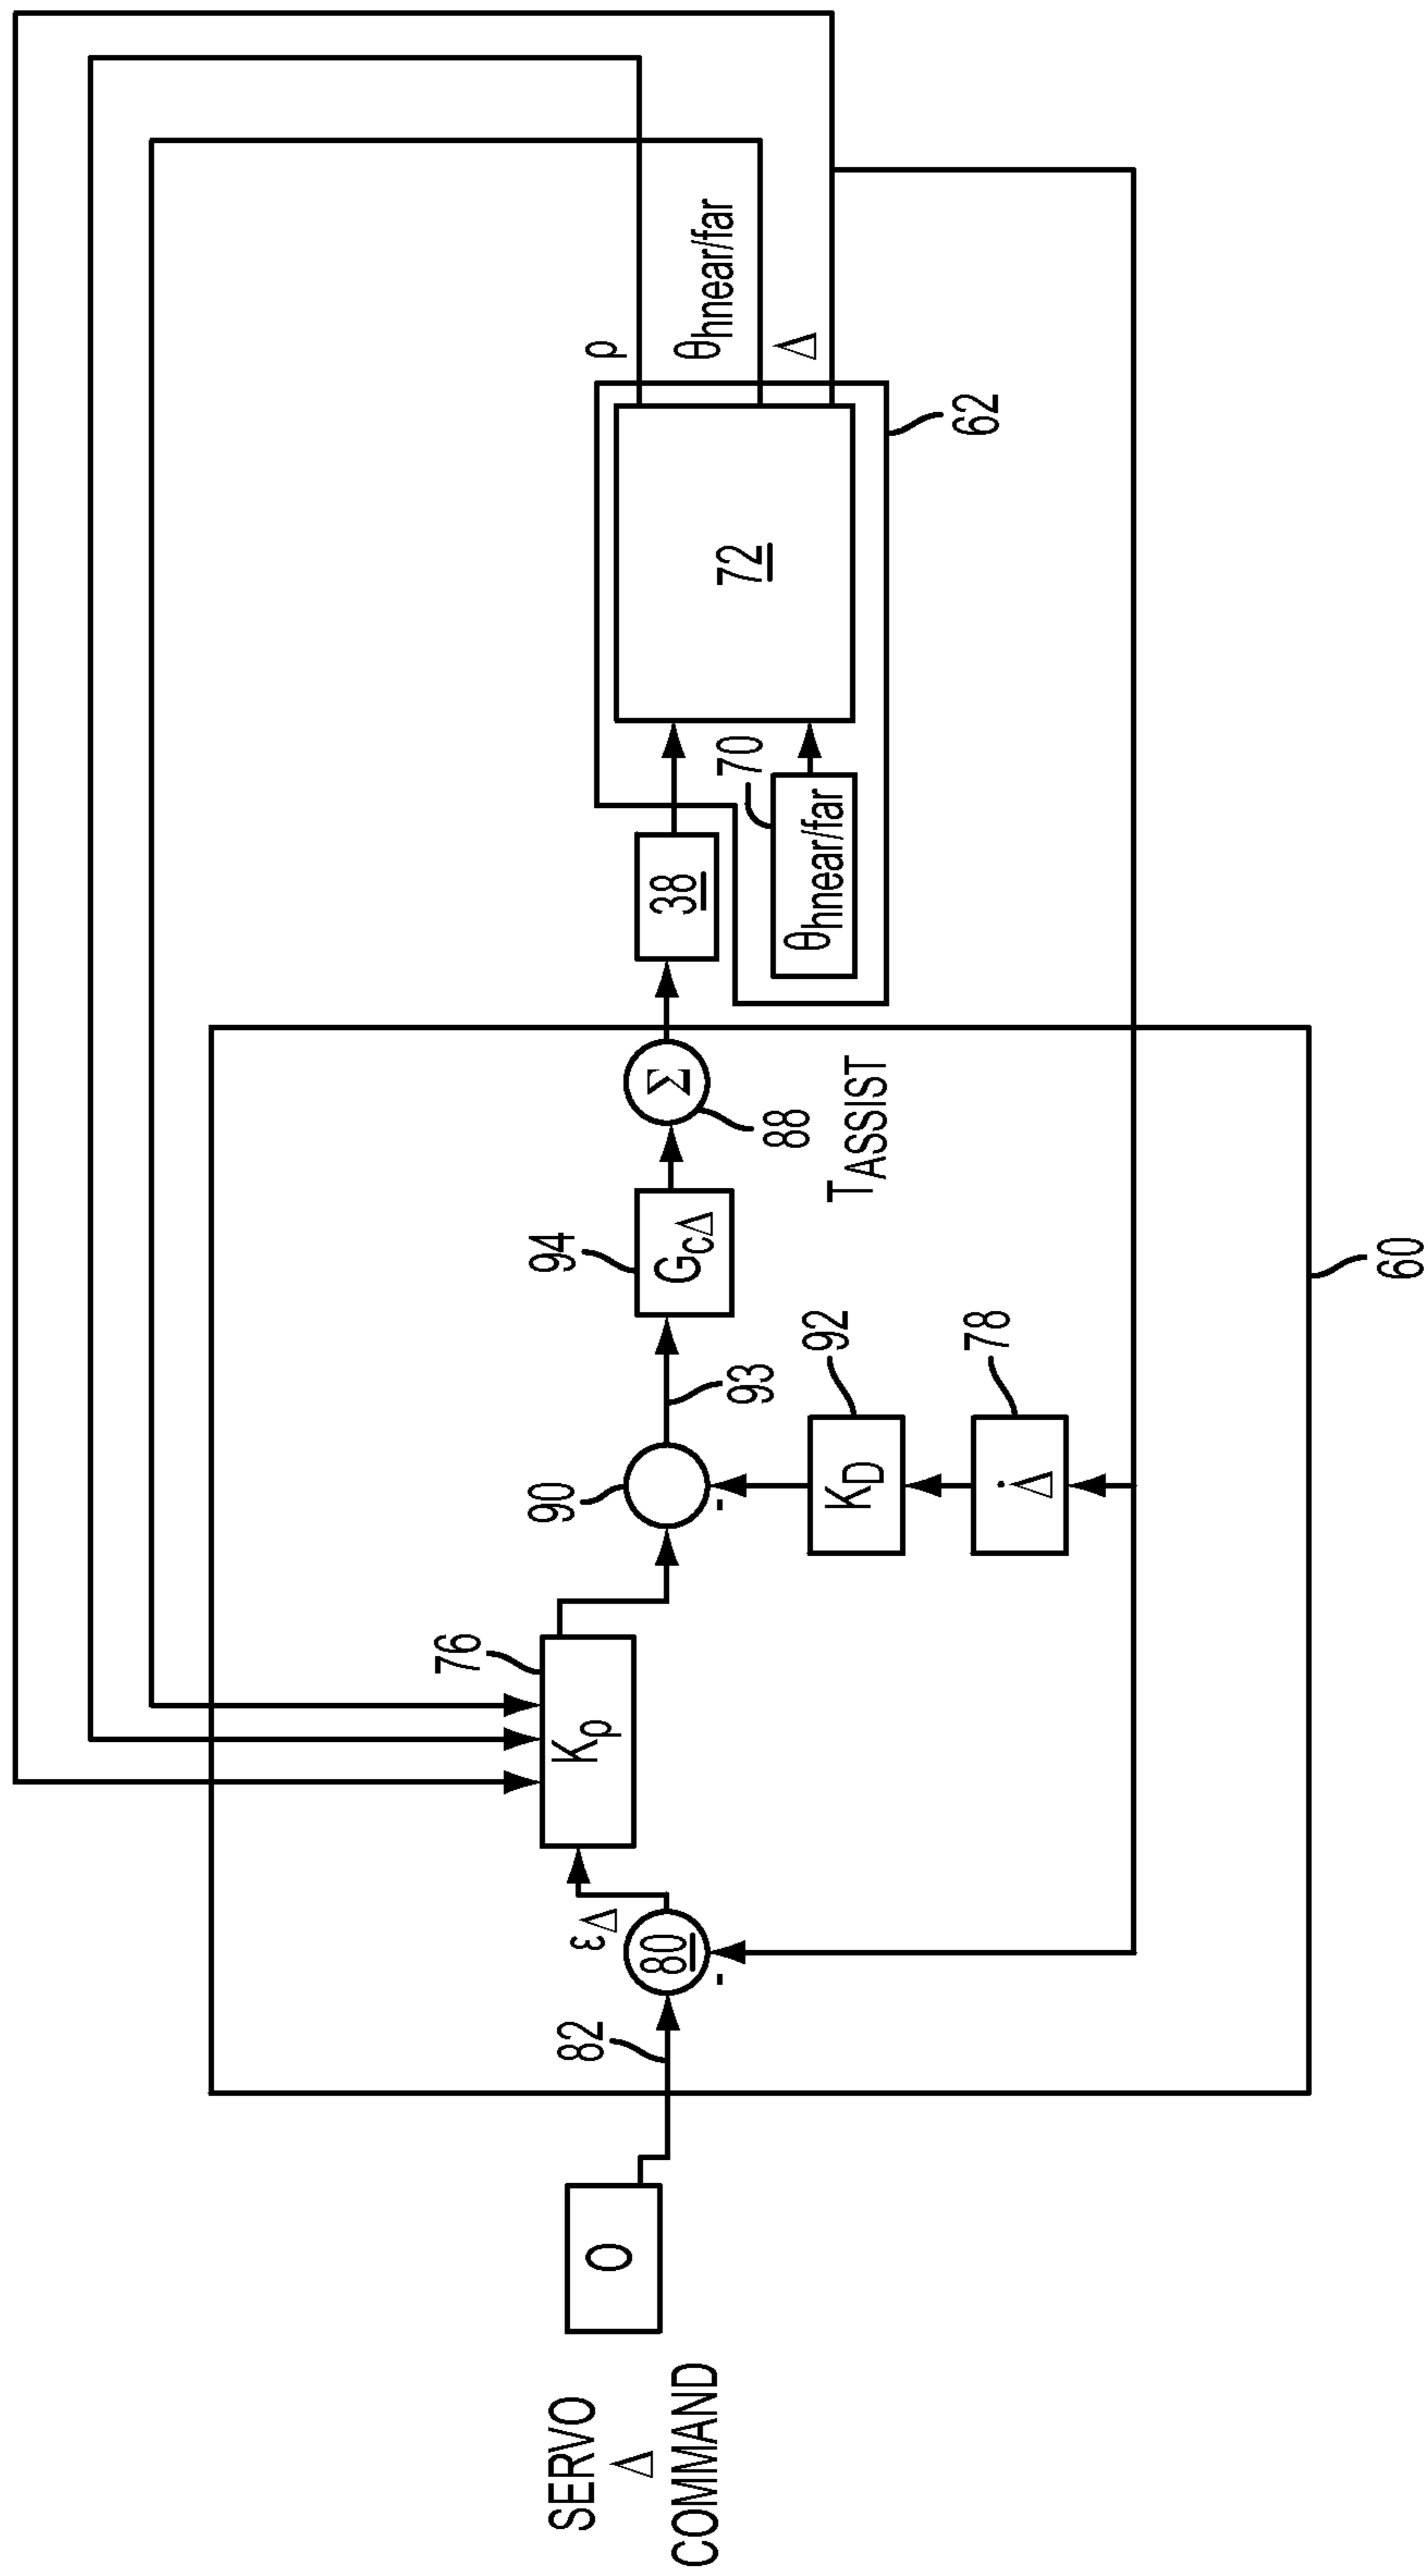 SERVO
Δ
COMMAND
0
82
80
-
εΔ
76
Kp
90
-
93
92
KD
78
Δ̇
94
GcΔ
88
Σ
TASSIST
60
38
70
θhnear/far
72
62
ρ
θhnear/far
Δ